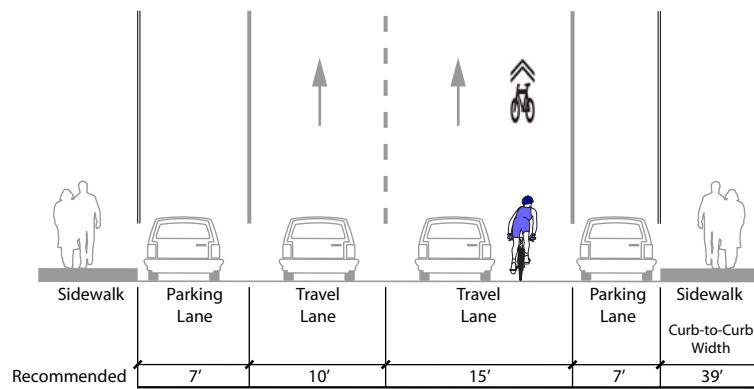 Sidewalk
Parking
Lane
Travel
Lane
Travel
Lane
Parking
Lane
Sidewalk
Curb-to-Curb
Width
Recommended 7′ 10′ 15′ 7′ 39′